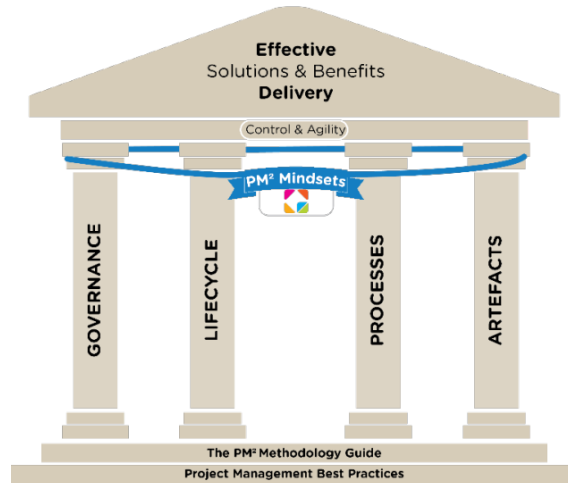 Effective
Solutions & Benefits
Delivery
Control & Agility
PM² Mindsets
GOVERNANCE
LIFECYCLE
PROCESSES
ARTEFACTS
The PM² Methodology Guide
Project Management Best Practices